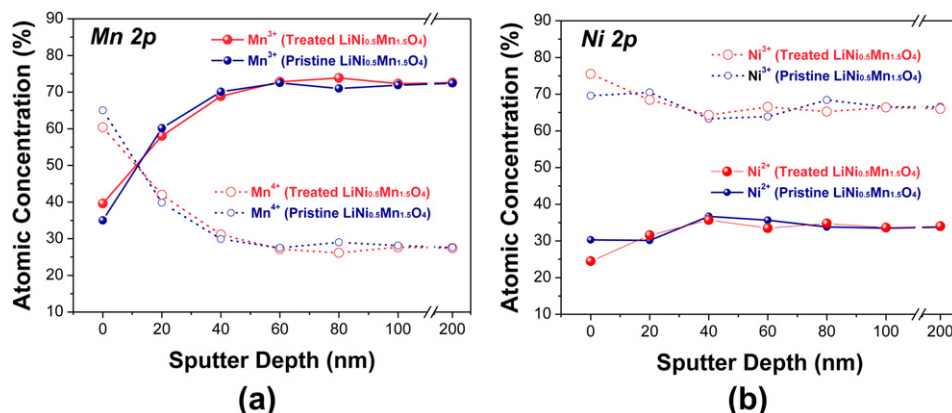 Mn 2p
Mn³⁺ (Treated LiNi₀.₅Mn₁.₅O₄)
Mn³⁺ (Pristine LiNi₀.₅Mn₁.₅O₄)
Mn⁴⁺ (Treated LiNi₀.₅Mn₁.₅O₄)
Mn⁴⁺ (Pristine LiNi₀.₅Mn₁.₅O₄)
Atomic Concentration (%)
90
80
70
60
50
40
30
20
10
0 20 40 60 80 100 200
Sputter Depth (nm)
(a)
Ni 2p
Ni³⁺ (Treated LiNi₀.₅Mn₁.₅O₄)
Ni³⁺ (Pristine LiNi₀.₅Mn₁.₅O₄)
Ni²⁺ (Treated LiNi₀.₅Mn₁.₅O₄)
Ni²⁺ (Pristine LiNi₀.₅Mn₁.₅O₄)
Atomic Concentration (%)
90
80
70
60
50
40
30
20
10
0 20 40 60 80 100 200
Sputter Depth (nm)
(b)